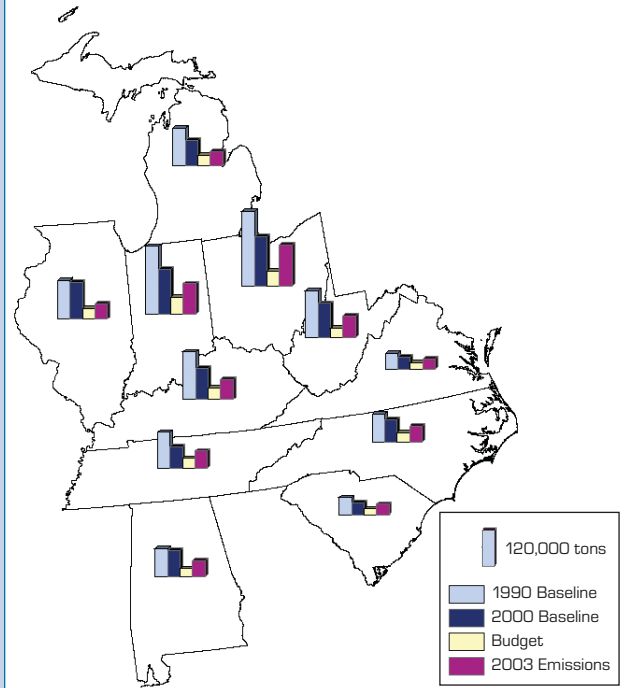 120,000 tons
1990 Baseline
2000 Baseline
Budget
2003 Emissions